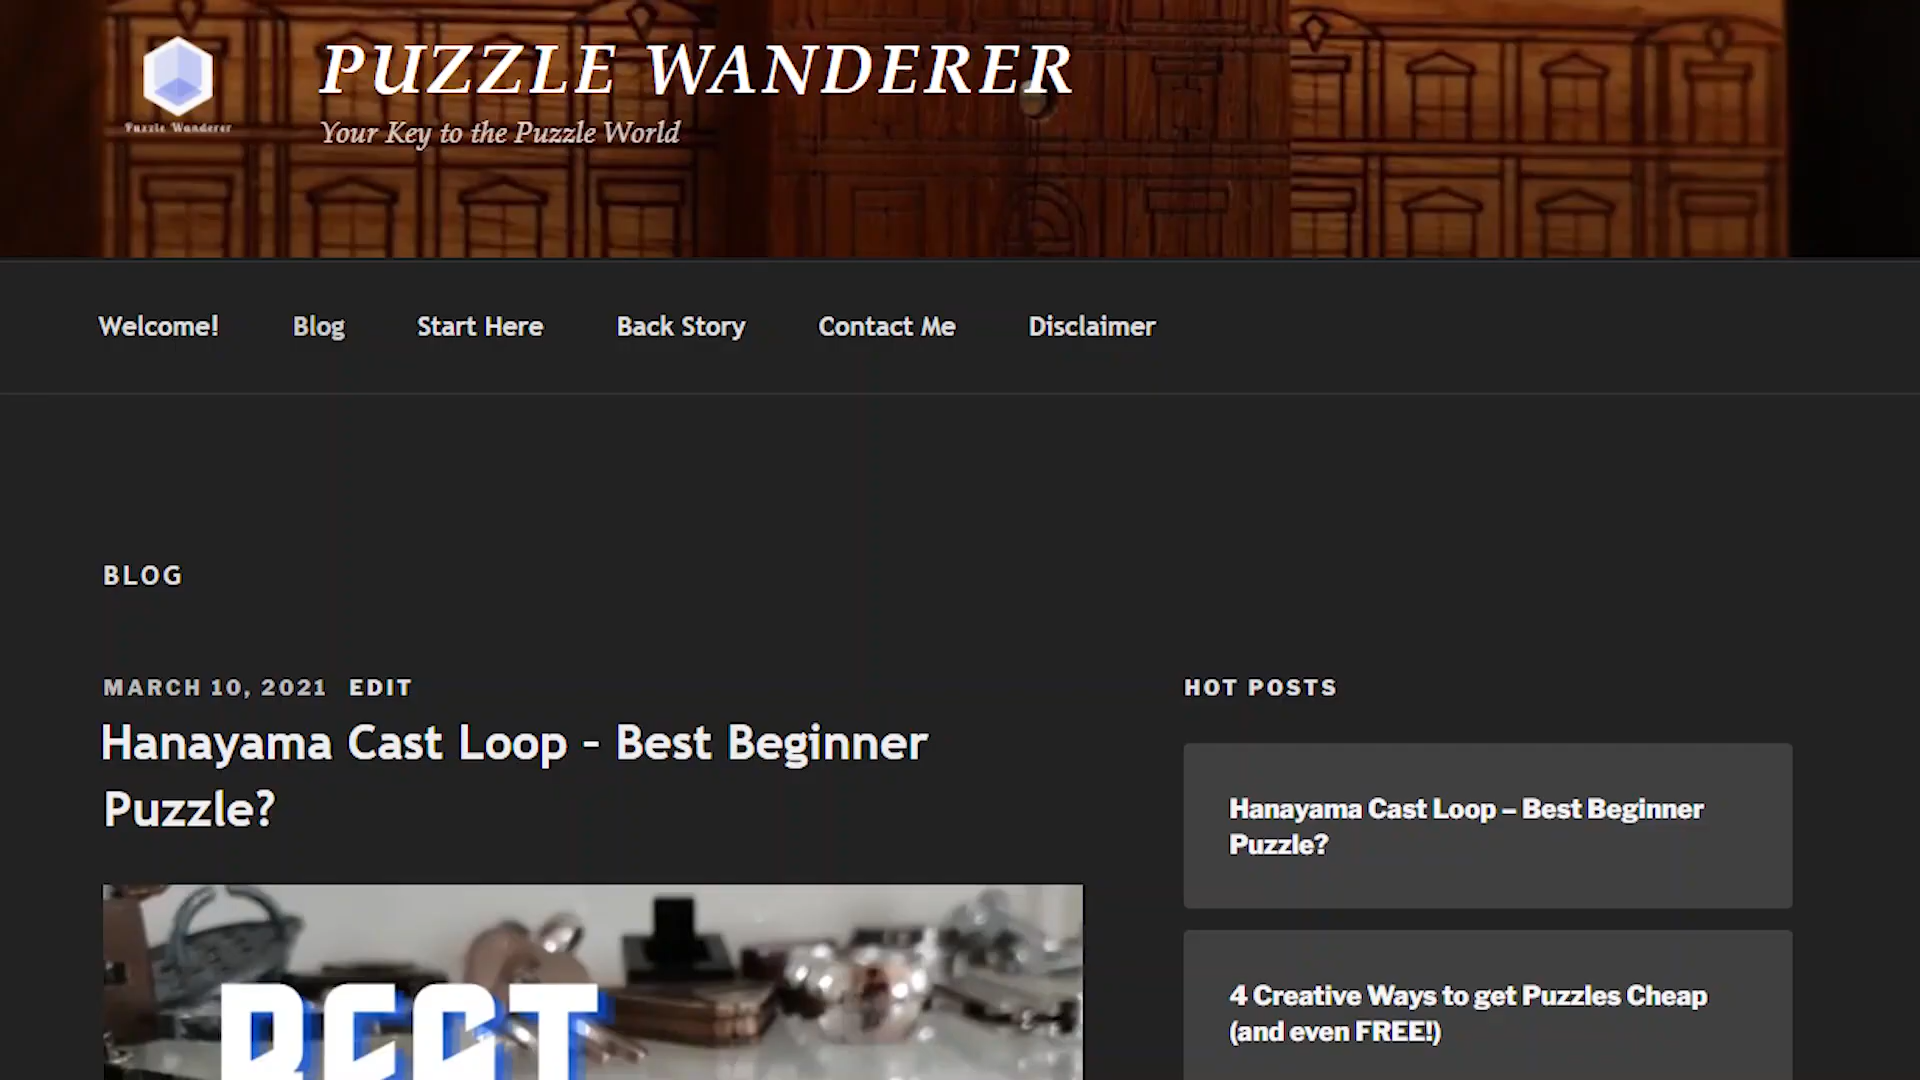 PUZZLE WANDERER
Puzzle Wanderer
Your Key to the Puzzle World
Welcome!
Blog
Start Here
Back Story
Contact Me
Disclaimer
BLOG
MARCH 10, 2021 EDIT
Hanayama Cast Loop - Best Beginner
Puzzle?
BEST
HOT POSTS
Hanayama Cast Loop – Best Beginner
Puzzle?
4 Creative Ways to get Puzzles Cheap
(and even FREE!)